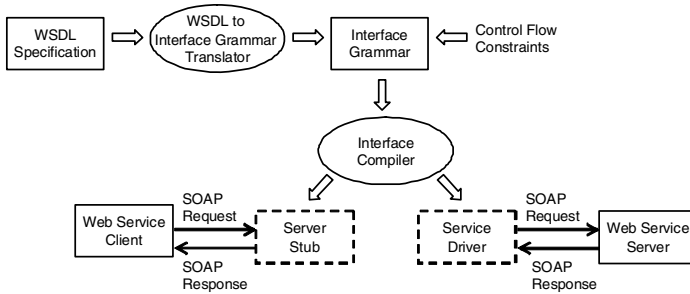 WSDL
Specification
WSDL to
Interface Grammar
Translator
Interface
Grammar
Control Flow
Constraints
Interface
Compiler
Web Service
Client
SOAP
Request
SOAP
Response
Server
Stub
Service
Driver
SOAP
Request
SOAP
Response
Web Service
Server